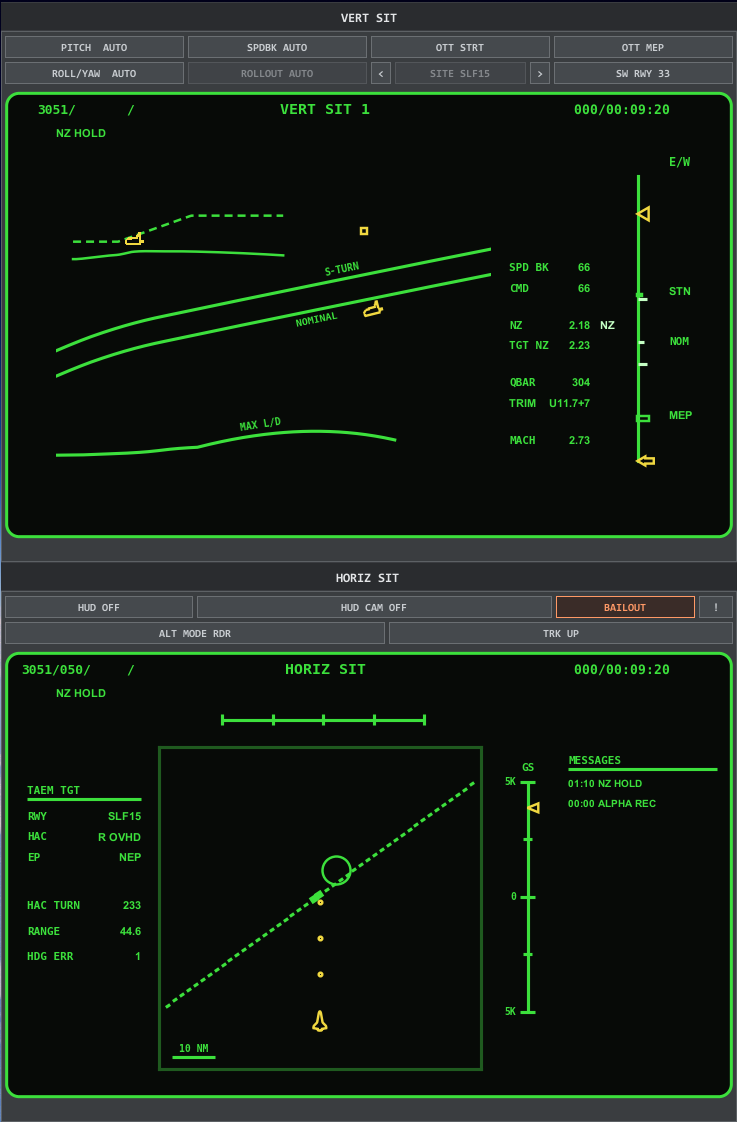 VERT SIT
PITCH AUTO SPDBK AUTO OTT STRT OTT MEP
ROLL/YAW AUTO ROLLOUT AUTO ‹ SITE SLF15 › SW RWY 33
3051/ / VERT SIT 1 000/00:09:20
NZ HOLD
E/W
S-TURN
SPD BK 66
CMD 66
STN
NOMINAL
NZ 2.18 NZ
TGT NZ 2.23
NOM
QBAR 304
TRIM U11.7+7
MEP
MAX L/D
MACH 2.73
HORIZ SIT
HUD OFF HUD CAM OFF BAILOUT !
ALT MODE RDR TRK UP
3051/050/ / HORIZ SIT 000/00:09:20
NZ HOLD
TAEM TGT
RWY SLF15
HAC R OVHD
EP NEP
HAC TURN 233
RANGE 44.6
HDG ERR 1
10 NM
GS
5K
0
5K
MESSAGES
01:10 NZ HOLD
00:00 ALPHA REC